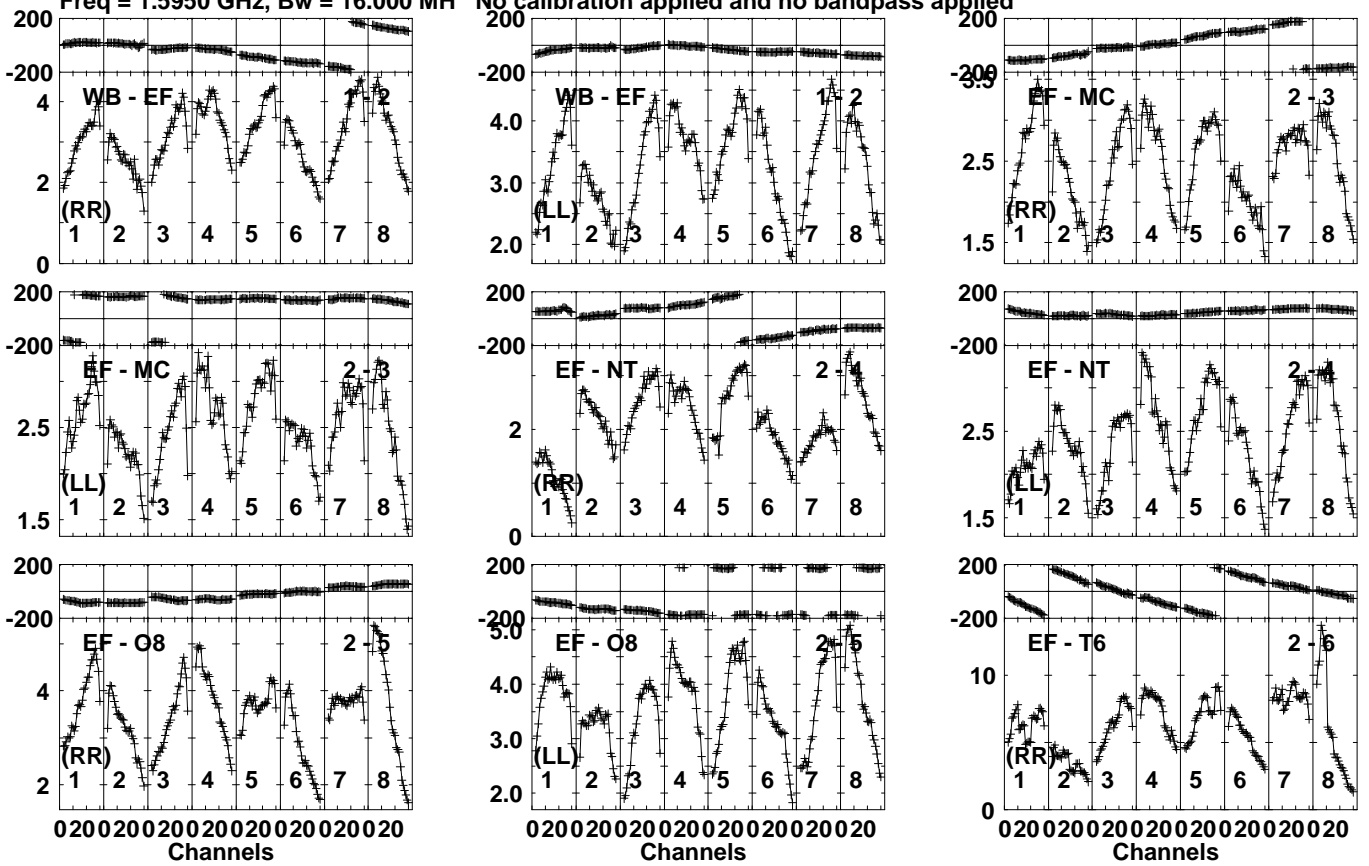 Freq = 1.5950 GHz, Bw = 16.000 MH No calibration applied and no bandpass applied
200
-200
WB - EF 1 - 2
4
2
0
(RR)
1 2 3 4 5 6 7 8
200
-200
WB - EF 1 - 2
4.0
3.0
2.0
(LL)
1 2 3 4 5 6 7 8
200
-200
3.5
EF - MC 2 - 3
2.5
1.5
(RR)
1 2 3 4 5 6 7 8
200
-200
EF - MC 2 - 3
2.5
1.5
(LL)
1 2 3 4 5 6 7 8
200
-200
EF - NT 2 - 4
2
0
(RR)
1 2 3 4 5 6 7 8
200
-200
EF - NT 2 - 4
2.5
1.5
(LL)
1 2 3 4 5 6 7 8
200
-200
EF - O8 2 - 5
4
2
(RR)
1 2 3 4 5 6 7 8
0 20 0 20 0 20 0 20 0 20 0 20 0 20 0 20
Channels
200
-200
5.0
EF - O8 2 - 5
4.0
3.0
2.0
(LL)
1 2 3 4 5 6 7 8
0 20 0 20 0 20 0 20 0 20 0 20 0 20 0 20
Channels
200
-200
EF - T6 2 - 6
10
0
(RR)
1 2 3 4 5 6 7 8
0 20 0 20 0 20 0 20 0 20 0 20 0 20 0 20
Channels